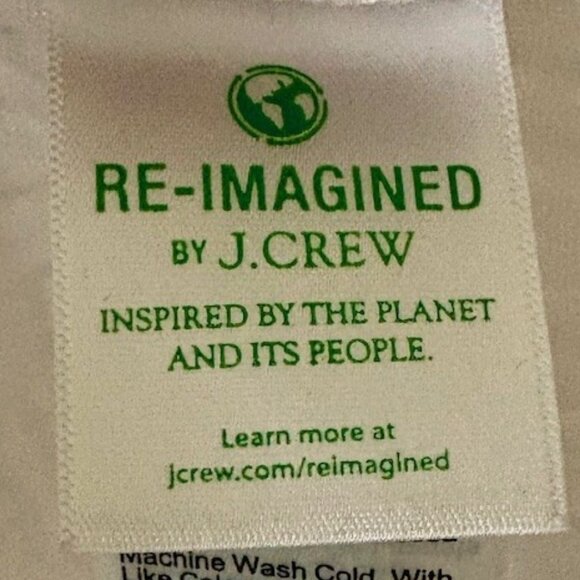 RE-IMAGINED
BY J.CREW
INSPIRED BY THE PLANET
AND ITS PEOPLE.
Learn more at
jcrew.com/reimagined
Machine Wash Cold, With
Like